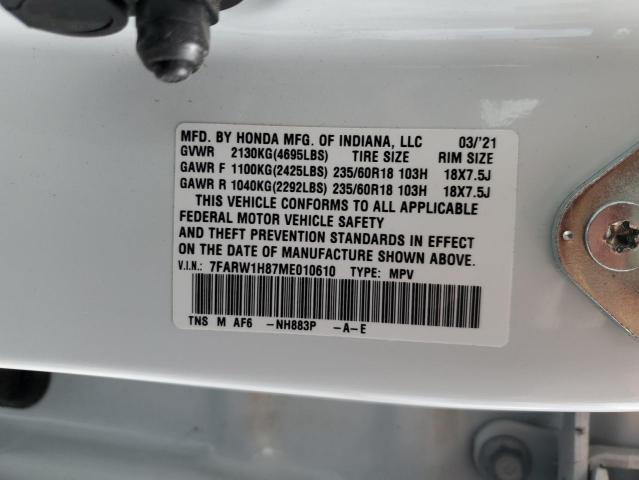 MFD. BY HONDA MFG. OF INDIANA, LLC 03/'21
GVWR 2130KG(4695LBS) TIRE SIZE RIM SIZE
GAWR F 1100KG(2425LBS) 235/60R18 103H 18X7.5J
GAWR R 1040KG(2292LBS) 235/60R18 103H 18X7.5J
THIS VEHICLE CONFORMS TO ALL APPLICABLE
FEDERAL MOTOR VEHICLE SAFETY
AND THEFT PREVENTION STANDARDS IN EFFECT
ON THE DATE OF MANUFACTURE SHOWN ABOVE.
V.I.N.: 7FARW1H87ME010610 TYPE: MPV
TNS M AF6 -NH883P -A-E